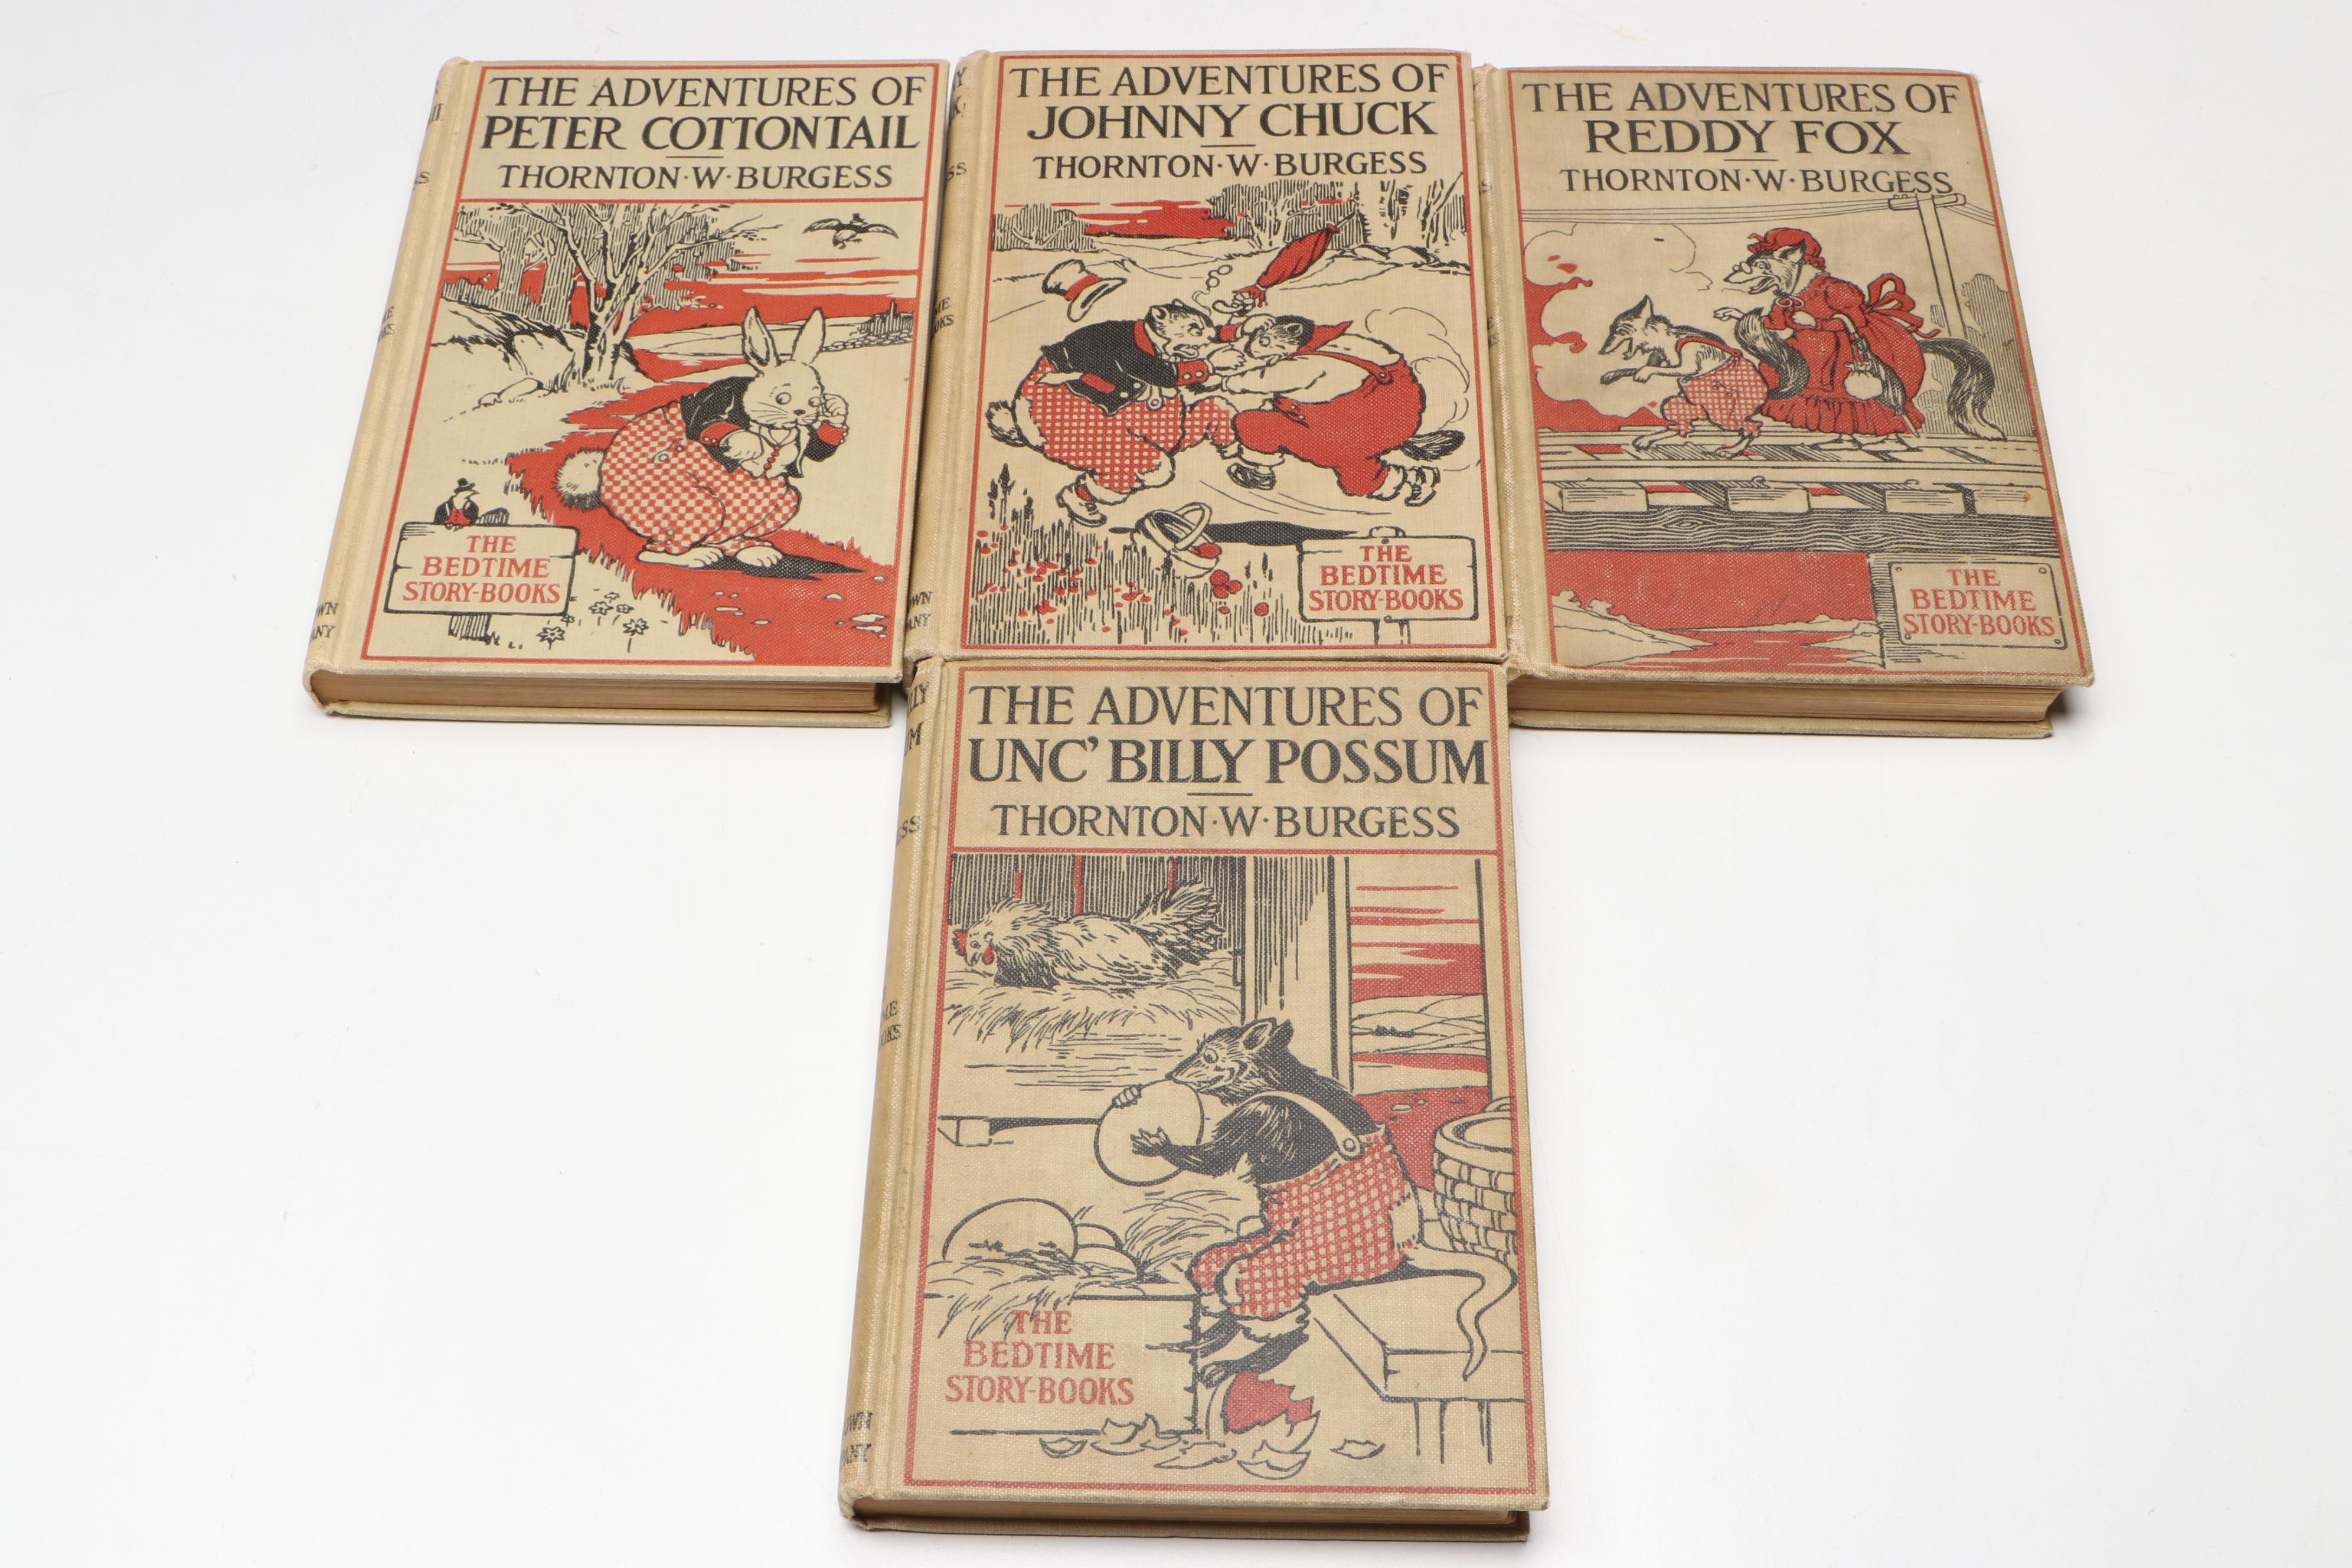 THE ADVENTURES OF
PETER COTTONTAIL
THORNTON·W·BURGESS
THE
BEDTIME
STORY-BOOKS
THE ADVENTURES OF
JOHNNY CHUCK
THORNTON·W·BURGESS
THE
BEDTIME
STORY-BOOKS
THE ADVENTURES OF
REDDY FOX
THORNTON·W·BURGESS
THE
BEDTIME
STORY-BOOKS
THE ADVENTURES OF
UNC' BILLY POSSUM
THORNTON·W·BURGESS
THE
BEDTIME
STORY-BOOKS